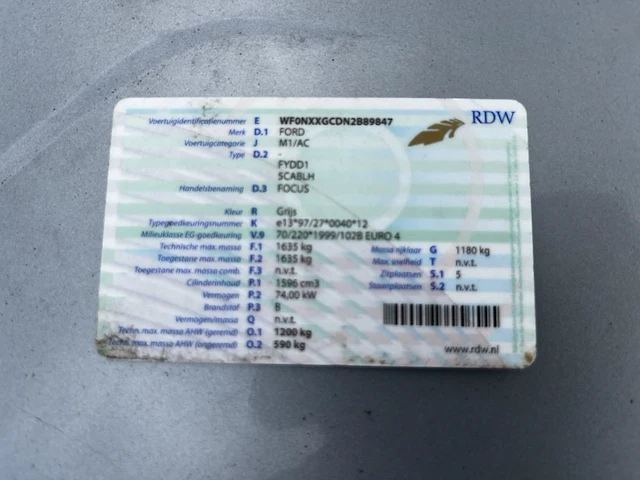 RDW
Voertuigidentificatienummer E WF0NXXGCDN2B89847
Merk D.1 FORD
Voertuigcategorie J M1/AC
Type D.2 -
FYDD1
5CABLH
Handelsbenaming D.3 FOCUS
Kleur R Grijs
Typegoedkeuringsnummer K e13*97/27*0040*12
Milieuklasse EG-goedkeuring V.9 70/220*1999/102B EURO 4
Technische max. massa F.1 1635 kg
Massa rijklaar G 1180 kg
Toegestane max. massa F.2 1635 kg
Max. snelheid T n.v.t.
Toegestane max. massa comb. F.3 n.v.t.
Zitplaatsen S.1 5
Cilinderinhoud P.1 1596 cm3
Staanplaatsen S.2 n.v.t.
Vermogen P.2 74,00 kW
Brandstof P.3 B
Vermogen/massa Q n.v.t.
Techn. max. massa AHW (geremd) O.1 1200 kg
Techn. max. massa AHW (ongeremd) O.2 590 kg
www.rdw.nl